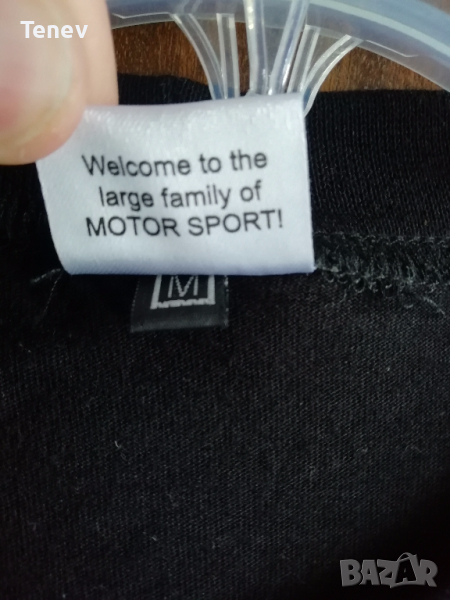 Tenev
Welcome to the
large family of
MOTOR SPORT!
M
BAZAR